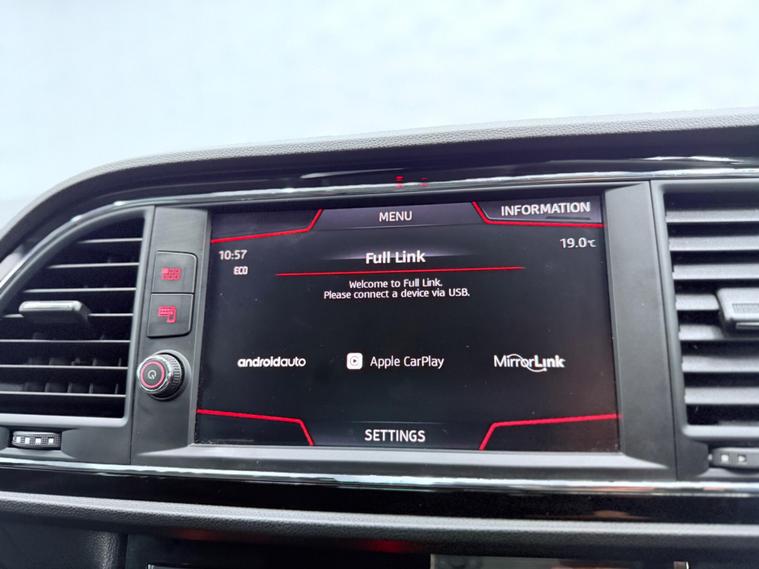 MENU
INFORMATION
10:57
Full Link
19.0°C
ECO
Welcome to Full Link.
Please connect a device via USB.
androidauto
Apple CarPlay
MirrorLink
SETTINGS